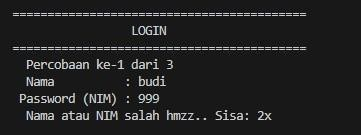 ==========================================
LOGIN
==========================================
Percobaan ke-1 dari 3
Nama : budi
Password (NIM) : 999
Nama atau NIM salah hmzz.. Sisa: 2x